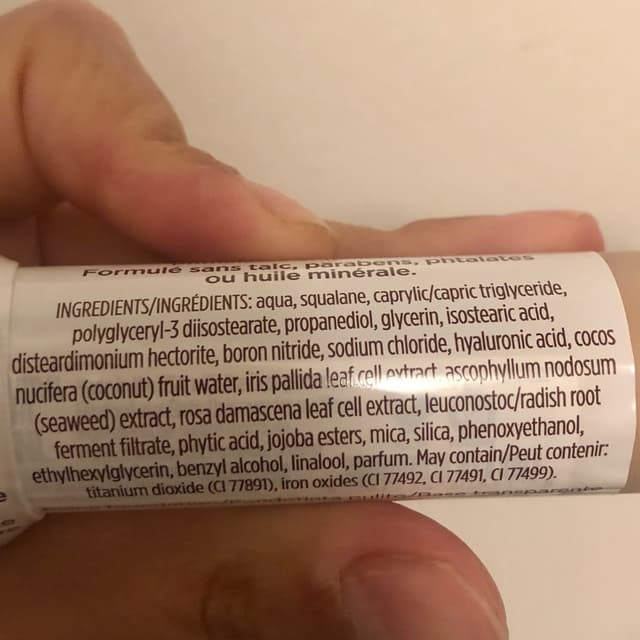 Formulé sans talc, parabens, phtalates
ou huile minérale.
INGREDIENTS/INGRÉDIENTS: aqua, squalane, caprylic/capric triglyceride,
polyglyceryl-3 diisostearate, propanediol, glycerin, isostearic acid,
disteardimonium hectorite, boron nitride, sodium chloride, hyaluronic acid, cocos
nucifera (coconut) fruit water, iris pallida leaf cell extract, ascophyllum nodosum
(seaweed) extract, rosa damascena leaf cell extract, leuconostoc/radish root
ferment filtrate, phytic acid, jojoba esters, mica, silica, phenoxyethanol,
ethylhexylglycerin, benzyl alcohol, linalool, parfum. May contain/Peut contenir:
titanium dioxide (CI 77891), iron oxides (CI 77492, CI 77491, CI 77499).